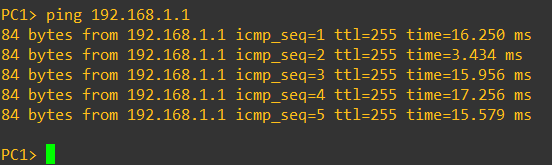 PC1> ping 192.168.1.1
84 bytes from 192.168.1.1 icmp_seq=1 ttl=255 time=16.250 ms
84 bytes from 192.168.1.1 icmp_seq=2 ttl=255 time=3.434 ms
84 bytes from 192.168.1.1 icmp_seq=3 ttl=255 time=15.956 ms
84 bytes from 192.168.1.1 icmp_seq=4 ttl=255 time=17.256 ms
84 bytes from 192.168.1.1 icmp_seq=5 ttl=255 time=15.579 ms
PC1>